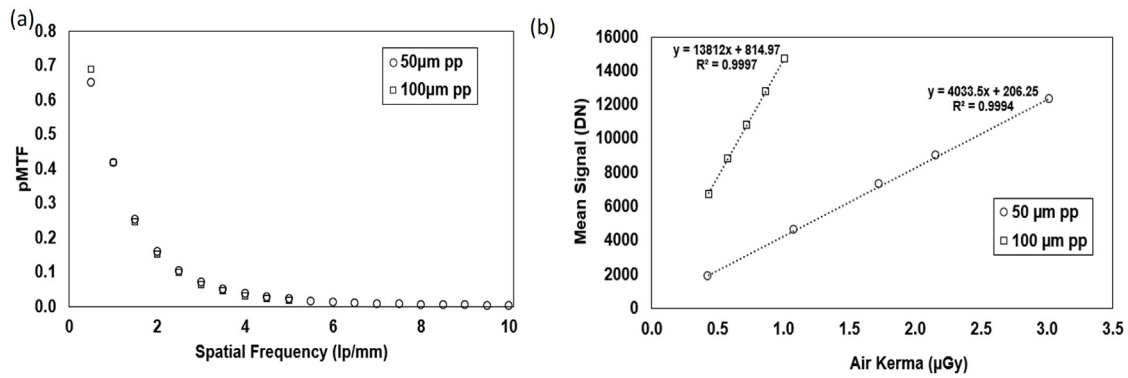 (a)
0.8
0.7
0.6
0.5
0.4
0.3
0.2
0.1
0.0
pMTF
0 2 4 6 8 10
Spatial Frequency (lp/mm)
50µm pp
100µm pp
(b)
16000
14000
12000
10000
8000
6000
4000
2000
0
Mean Signal (DN)
0.0 0.5 1.0 1.5 2.0 2.5 3.0 3.5
Air Kerma (µGy)
y = 13812x + 814.97
R² = 0.9997
y = 4033.5x + 206.25
R² = 0.9994
50 µm pp
100 µm pp